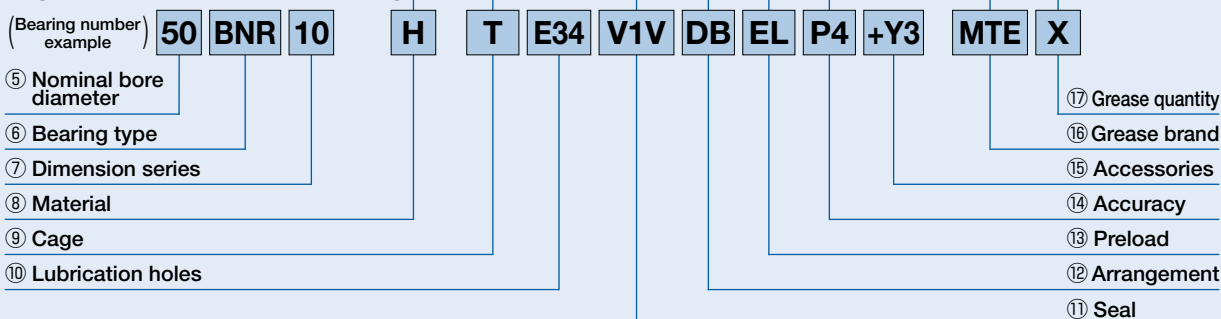 (Bearing number example) 50 BNR 10 H T E34 V1V DB EL P4 +Y3 MTE X
⑤ Nominal bore
diameter
⑥ Bearing type
⑦ Dimension series
⑧ Material
⑨ Cage
⑩ Lubrication holes
⑰ Grease quantity
⑯ Grease brand
⑮ Accessories
⑭ Accuracy
⑬ Preload
⑫ Arrangement
⑪ Seal